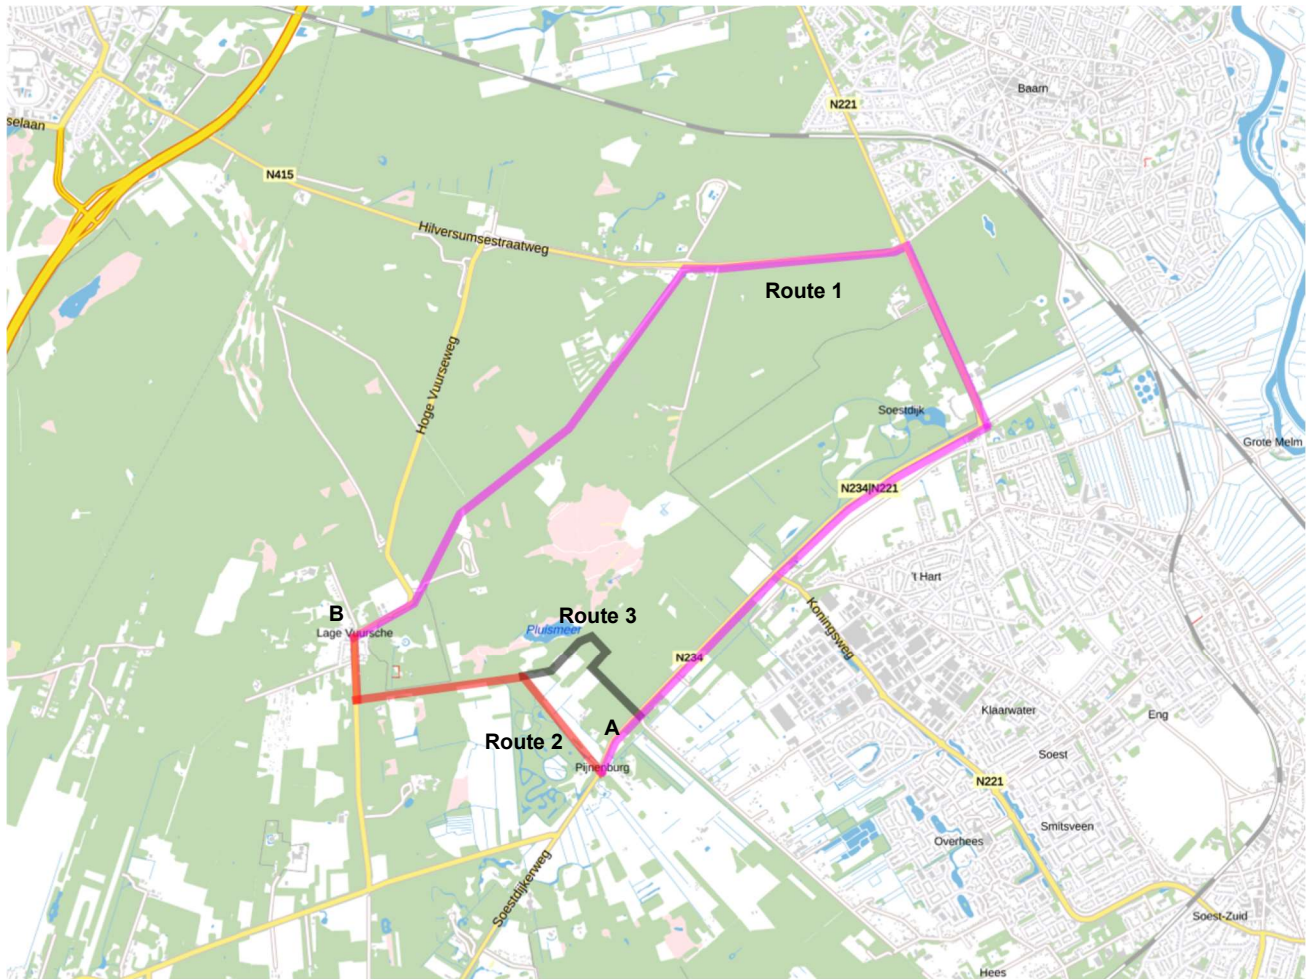 Baarn
N221
selaan
N415
Hilversumsestraatweg
Route 1
Hoge Vuurseweg
Soestdijk
Grote Melm
N234|N221
't Hart
B
Lage Vuursche
Route 3
Pluismeer
Koningsweg
N234
Klaarwater
Eng
A
Route 2
Soest
Pijnenburg
N221
Smitsveen
Overhees
Soestdijkerweg
Soest-Zuid
Hees